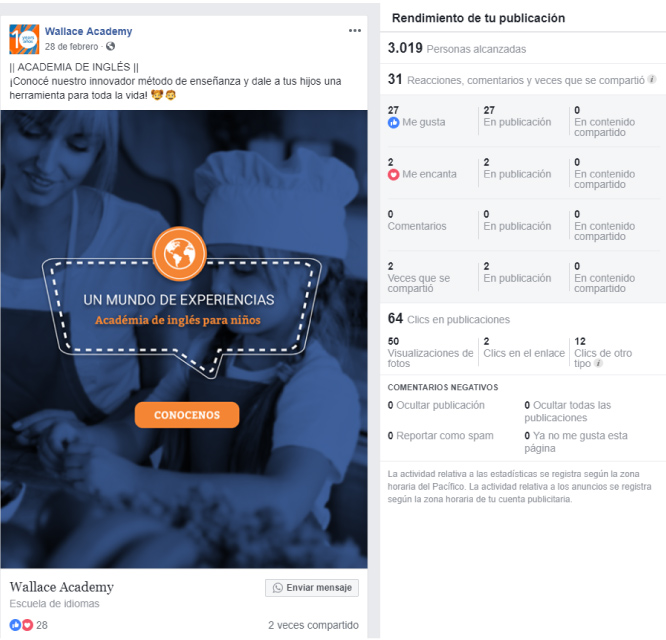 Wallace Academy
28 de febrero ·
|| ACADEMIA DE INGLÉS ||
¡Conocé nuestro innovador método de enseñanza y dale a tus hijos una
herramienta para toda la vida!
UN MUNDO DE EXPERIENCIAS
Académia de inglés para niños
CONOCENOS
Wallace Academy
Escuela de idiomas
Enviar mensaje
28
2 veces compartido
Rendimiento de tu publicación
3.019 Personas alcanzadas
31 Reacciones, comentarios y veces que se compartió
27 Me gusta
27 En publicación
0 En contenido compartido
2 Me encanta
2 En publicación
0 En contenido compartido
0 Comentarios
0 En publicación
0 En contenido compartido
2 Veces que se compartió
2 En publicación
0 En contenido compartido
64 Clics en publicaciones
50 Visualizaciones de fotos
2 Clics en el enlace
12 Clics de otro tipo
COMENTARIOS NEGATIVOS
0 Ocultar publicación
0 Ocultar todas las publicaciones
0 Reportar como spam
0 Ya no me gusta esta página
La actividad relativa a las estadísticas se registra según la zona
horaria del Pacífico. La actividad relativa a los anuncios se registra
según la zona horaria de tu cuenta publicitaria.